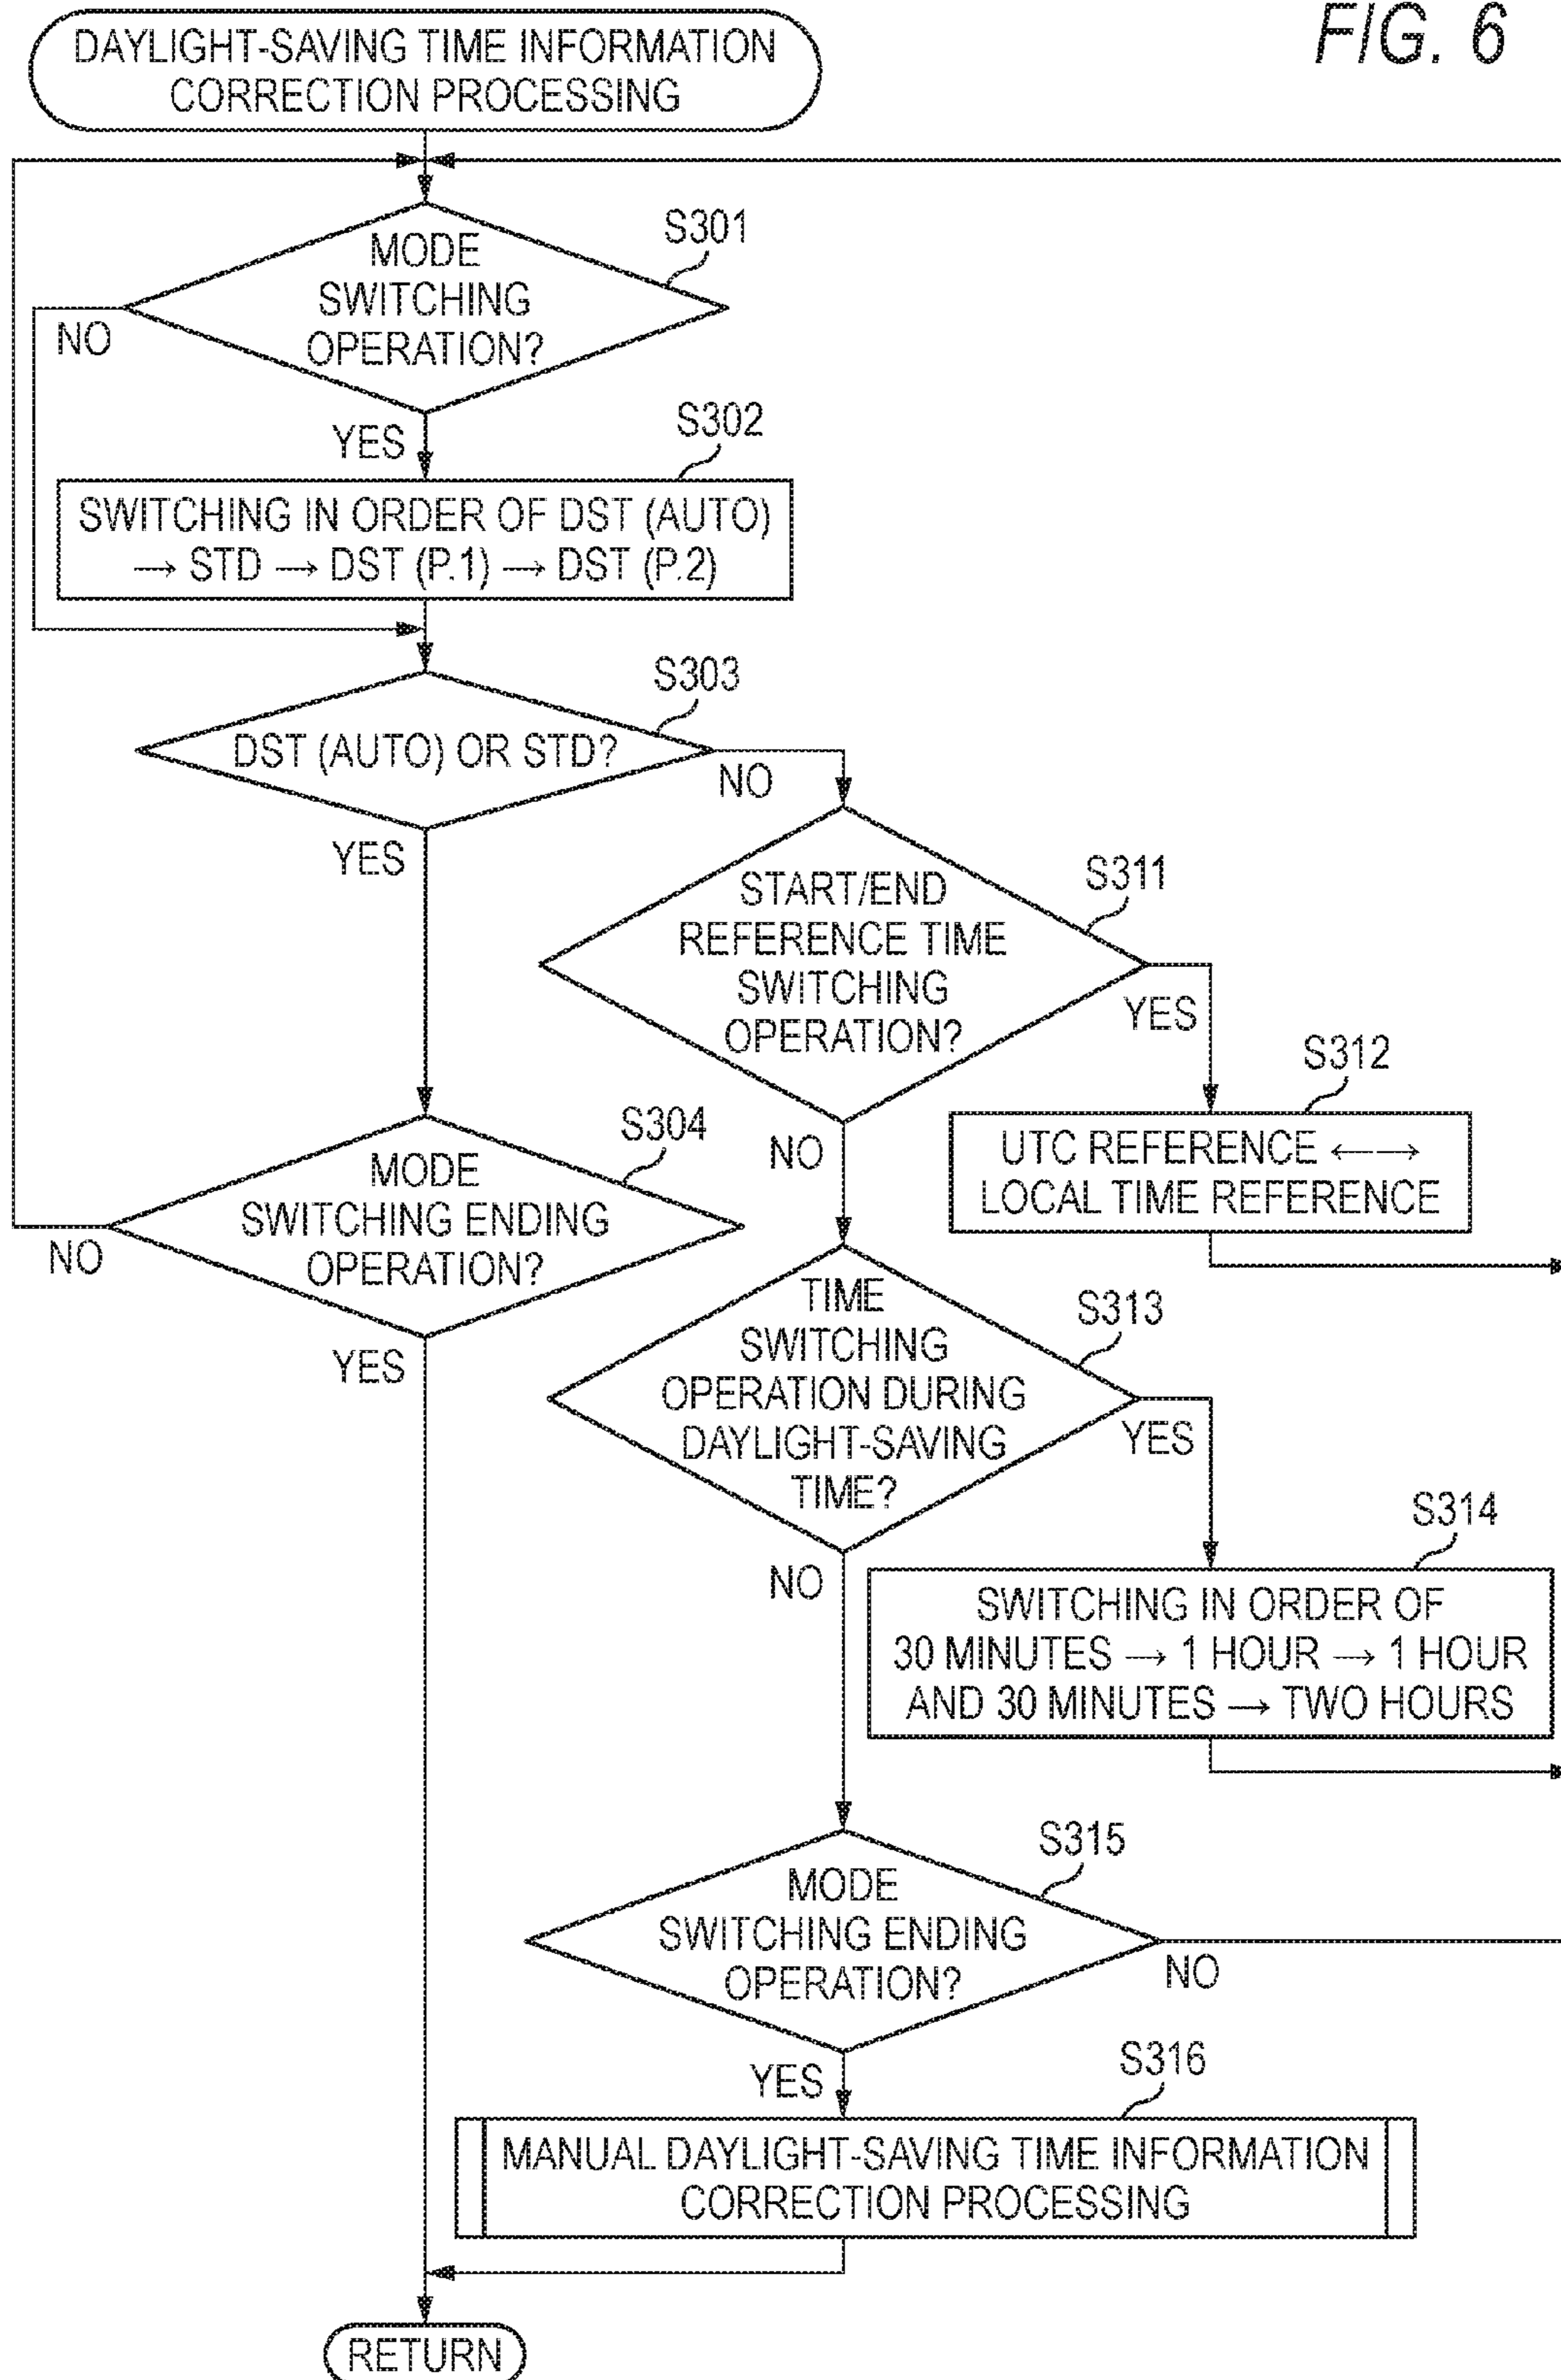 FIG. 6
DAYLIGHT-SAVING TIME INFORMATION
CORRECTION PROCESSING
S301
MODE
SWITCHING
OPERATION?
NO
YES
S302
SWITCHING IN ORDER OF DST (AUTO)
→ STD → DST (P.1) → DST (P.2)
S303
DST (AUTO) OR STD?
NO
YES
S311
START/END
REFERENCE TIME
SWITCHING
OPERATION?
YES
NO
S312
UTC REFERENCE ←→
LOCAL TIME REFERENCE
S304
MODE
SWITCHING ENDING
OPERATION?
NO
YES
S313
TIME
SWITCHING
OPERATION DURING
DAYLIGHT-SAVING
TIME?
YES
NO
S314
SWITCHING IN ORDER OF
30 MINUTES → 1 HOUR → 1 HOUR
AND 30 MINUTES → TWO HOURS
S315
MODE
SWITCHING ENDING
OPERATION?
NO
YES
S316
MANUAL DAYLIGHT-SAVING TIME INFORMATION
CORRECTION PROCESSING
RETURN